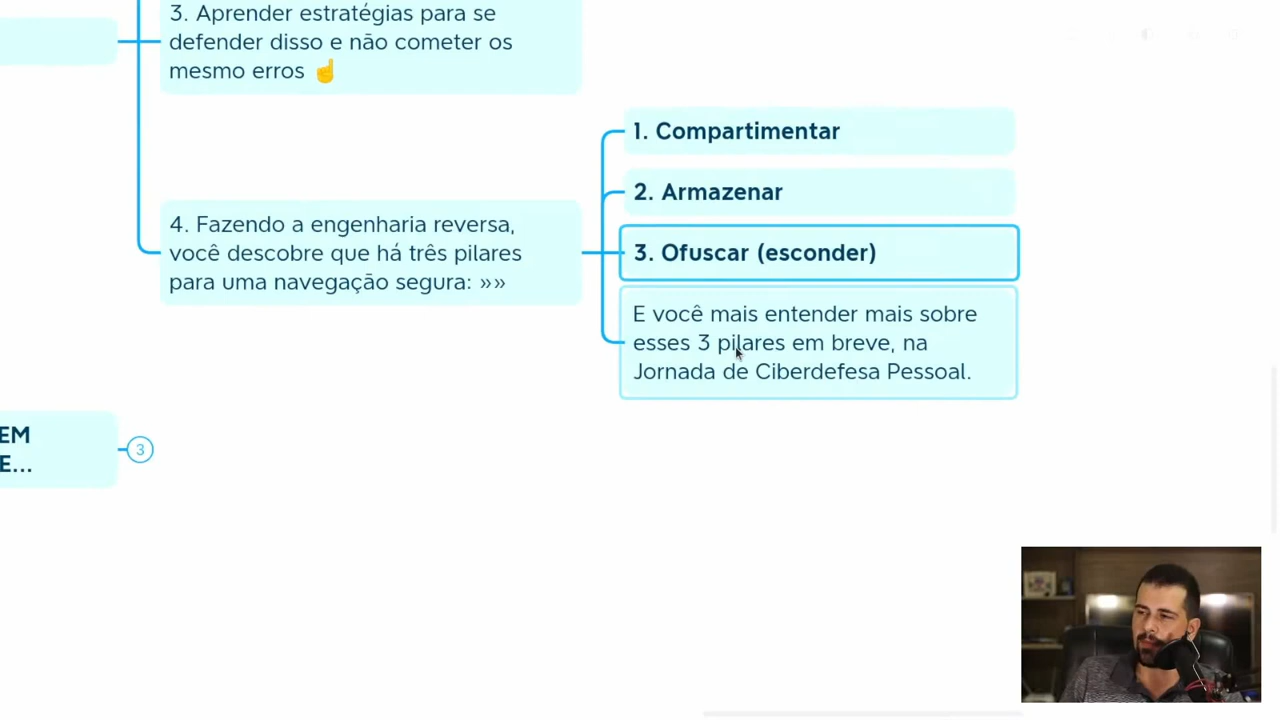 3. Aprender estratégias para se
defender disso e não cometer os
mesmo erros ☝
4. Fazendo a engenharia reversa,
você descobre que há três pilares
para uma navegação segura: »»
1. Compartimentar
2. Armazenar
3. Ofuscar (esconder)
E você mais entender mais sobre
esses 3 pilares em breve, na
Jornada de Ciberdefesa Pessoal.
EM
E...
3